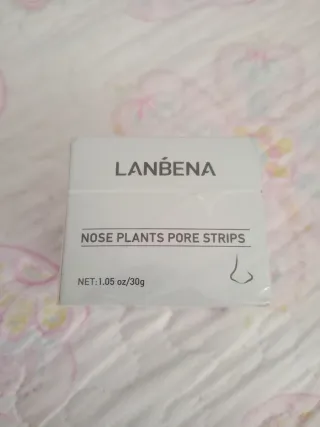 LANBENA
NOSE PLANTS PORE STRIPS
NET:1.05 oz/30g